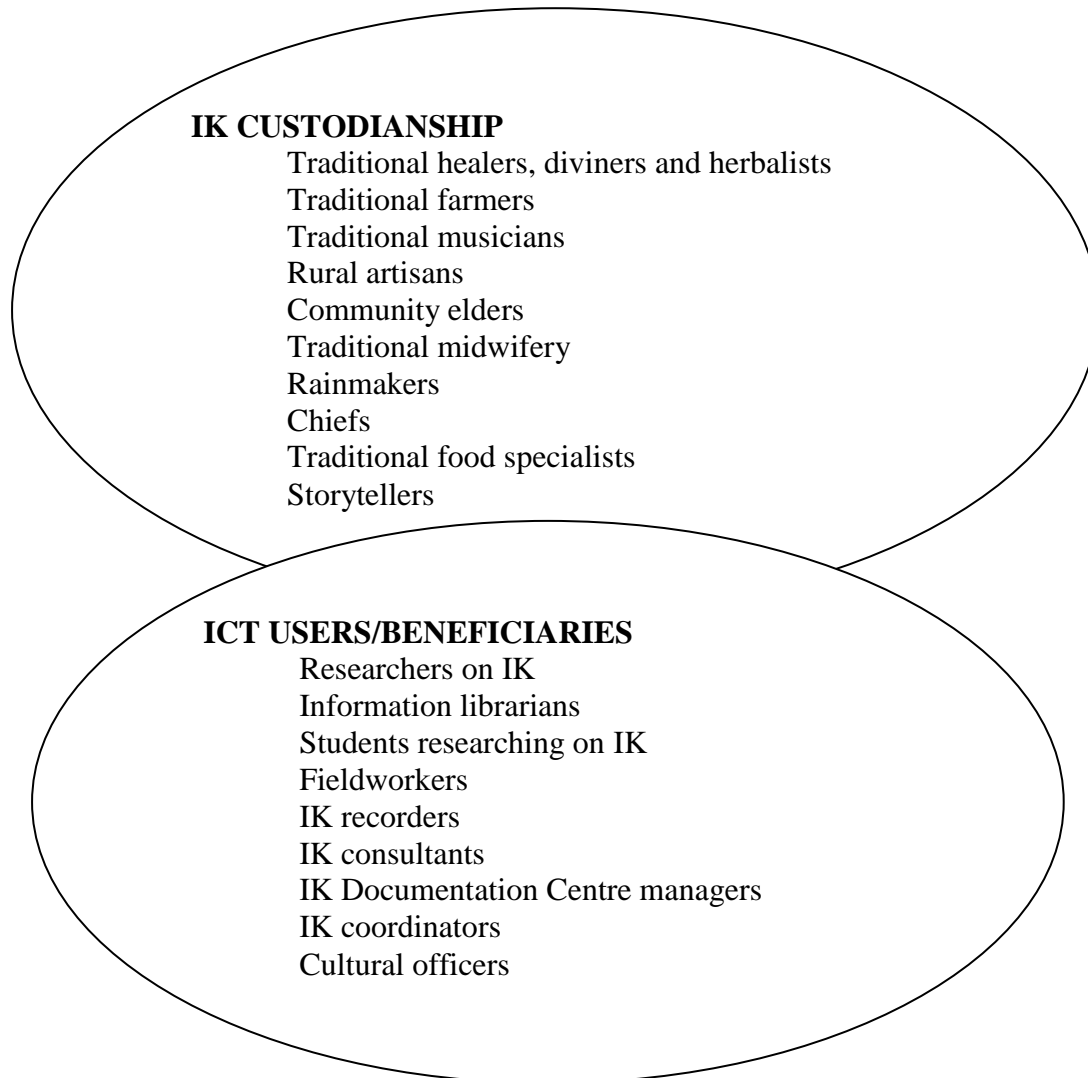 IK CUSTODIANSHIP
Traditional healers, diviners and herbalists
Traditional farmers
Traditional musicians
Rural artisans
Community elders
Traditional midwifery
Rainmakers
Chiefs
Traditional food specialists
Storytellers
ICT USERS/BENEFICIARIES
Researchers on IK
Information librarians
Students researching on IK
Fieldworkers
IK recorders
IK consultants
IK Documentation Centre managers
IK coordinators
Cultural officers